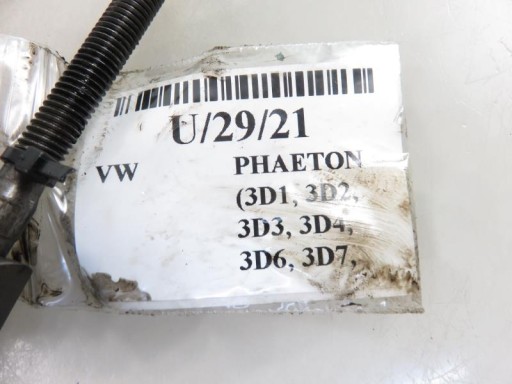 U/29/21
VW PHAETON
(3D1, 3D2,
3D3, 3D4,
3D6, 3D7,